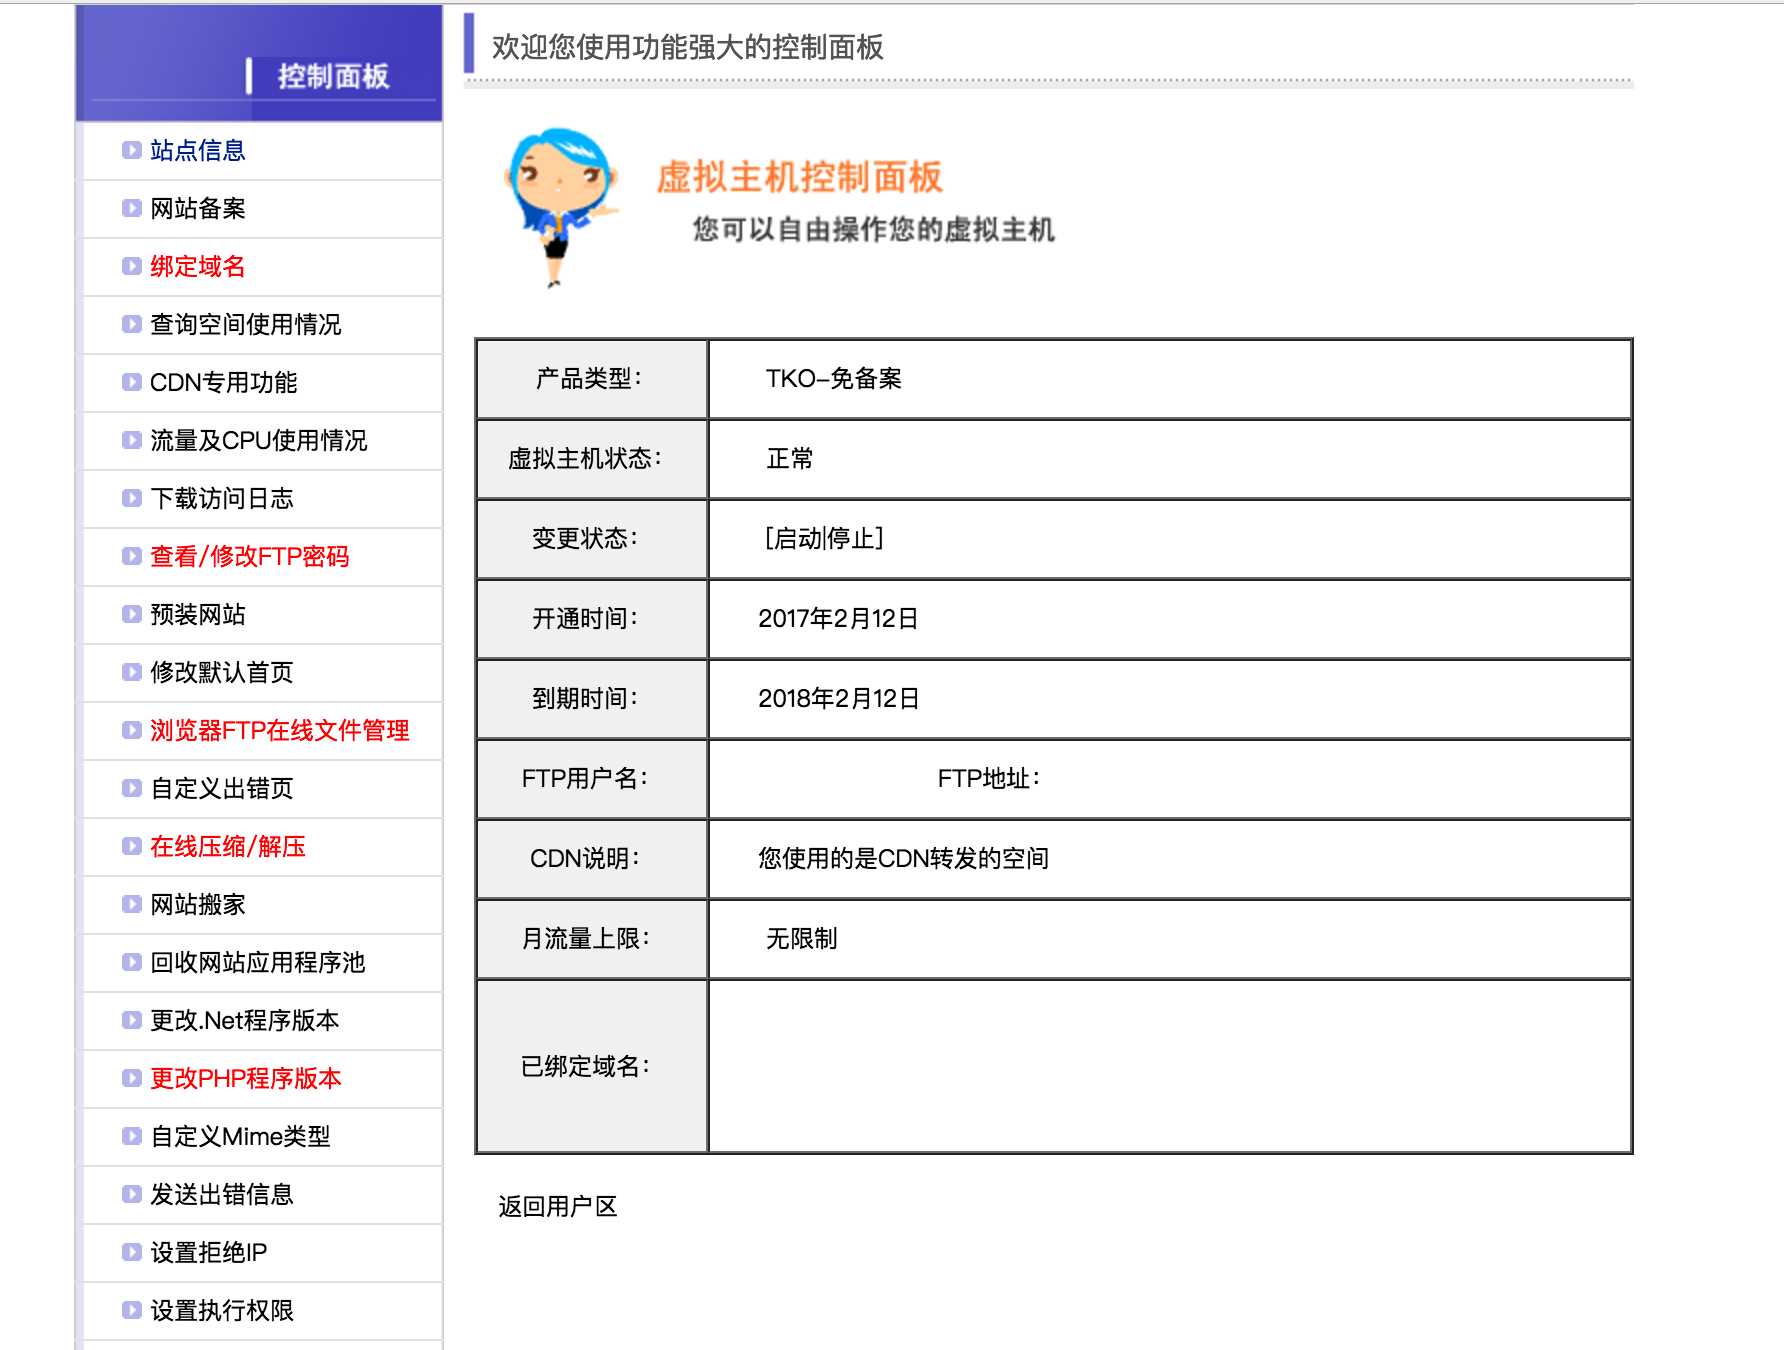 控制面板
站点信息
网站备案
绑定域名
查询空间使用情况
CDN专用功能
流量及CPU使用情况
下载访问日志
查看/修改FTP密码
预装网站
修改默认首页
浏览器FTP在线文件管理
自定义出错页
在线压缩/解压
网站搬家
回收网站应用程序池
更改.Net程序版本
更改PHP程序版本
自定义Mime类型
发送出错信息
设置拒绝IP
设置执行权限
欢迎您使用功能强大的控制面板
虚拟主机控制面板
您可以自由操作您的虚拟主机
产品类型： TKO-免备案
虚拟主机状态： 正常
变更状态： [启动|停止]
开通时间： 2017年2月12日
到期时间： 2018年2月12日
FTP用户名： FTP地址：
CDN说明： 您使用的是CDN转发的空间
月流量上限： 无限制
已绑定域名：
返回用户区